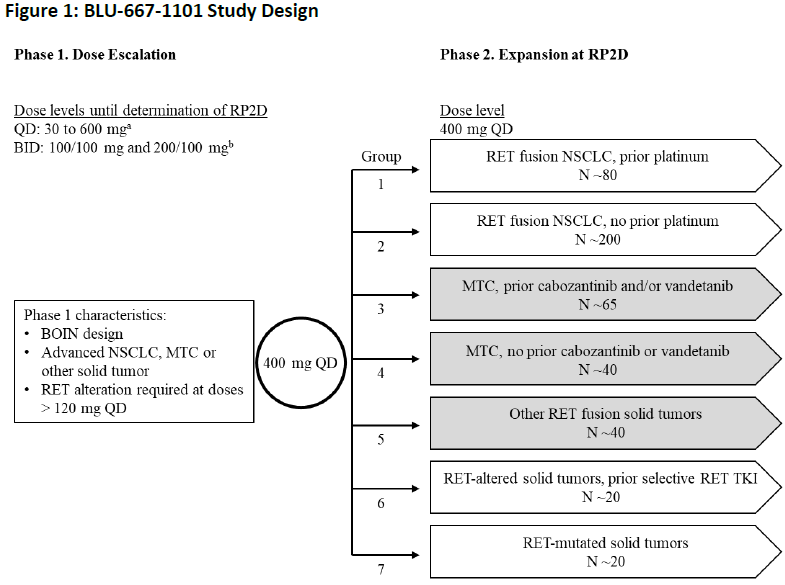 Figure 1: BLU-667-1101 Study Design
Phase 1. Dose Escalation
Dose levels until determination of RP2D
QD: 30 to 600 mgᵃ
BID: 100/100 mg and 200/100 mgᵇ
Phase 1 characteristics:
• BOIN design
• Advanced NSCLC, MTC or
other solid tumor
• RET alteration required at doses
> 120 mg QD
400 mg QD
Phase 2. Expansion at RP2D
Dose level
400 mg QD
Group
1
RET fusion NSCLC, prior platinum
N ~80
2
RET fusion NSCLC, no prior platinum
N ~200
3
MTC, prior cabozantinib and/or vandetanib
N ~65
4
MTC, no prior cabozantinib or vandetanib
N ~40
5
Other RET fusion solid tumors
N ~40
6
RET-altered solid tumors, prior selective RET TKI
N ~20
7
RET-mutated solid tumors
N ~20